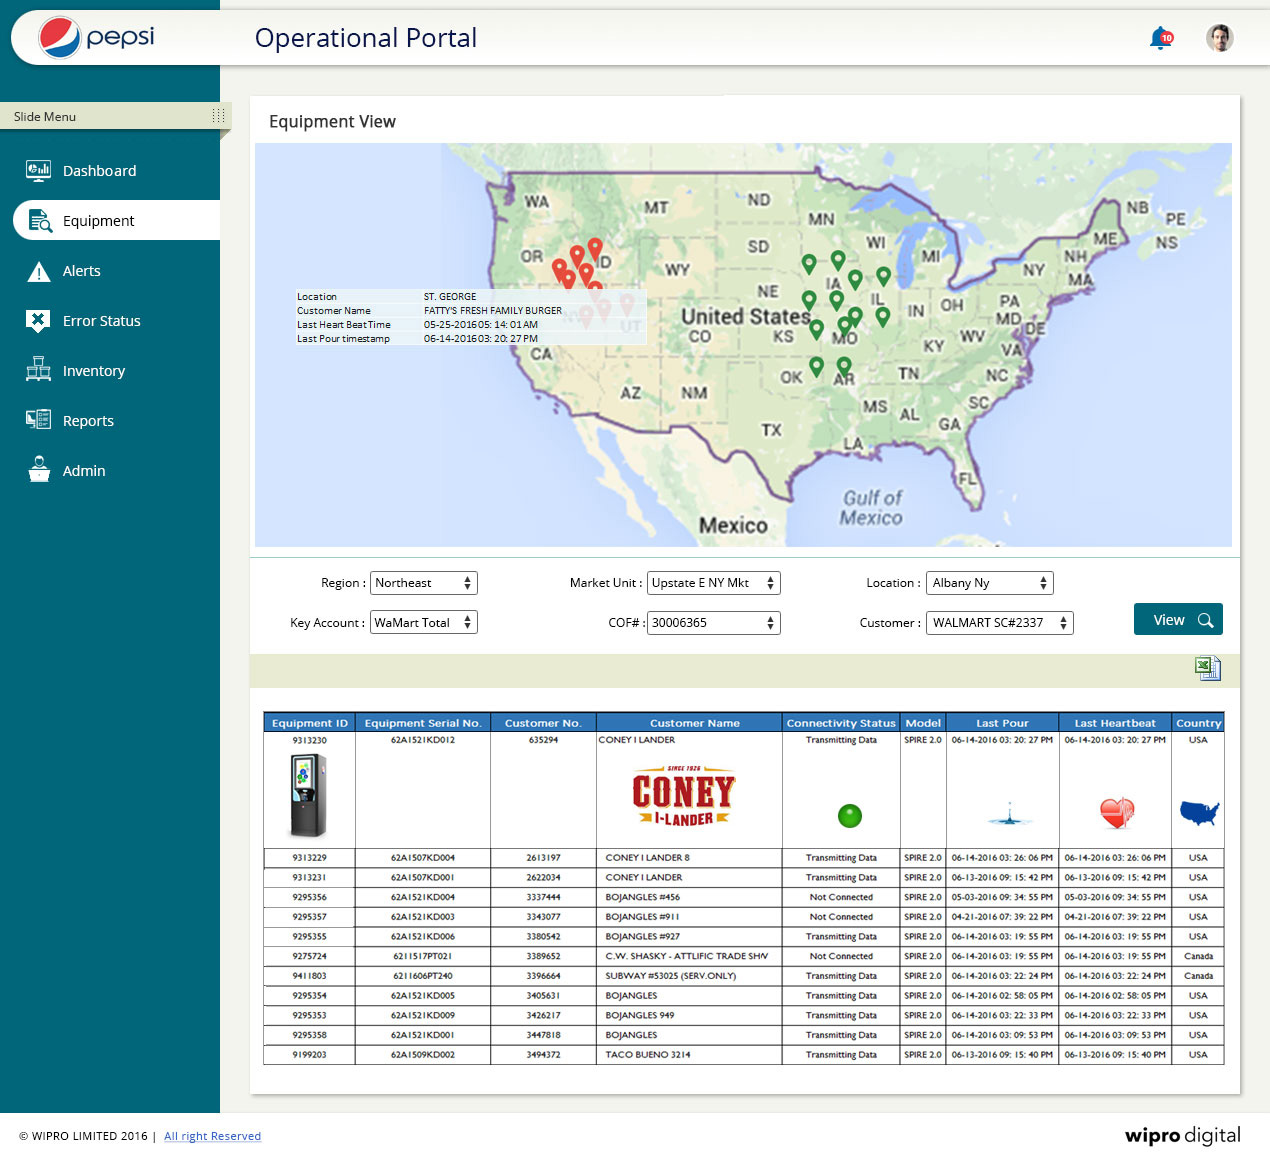 pepsi
Operational Portal
10
Slide Menu
Dashboard
Equipment
Alerts
Error Status
Inventory
Reports
Admin
Equipment View
WA
MT
ND
MN
NB
PE
NS
OR
ID
SD
WI
MI
ME
NH
NY
MA
WY
NE
IA
IL
IN
OH
PA
MD
DE
UT
United States
CO
KS
MO
KY
WV
VA
CA
AZ
NM
OK
AR
TN
NC
MS
AL
SC
GA
TX
LA
FL
Gulf of
Mexico
Mexico
Location ST. GEORGE
Customer Name FATTY'S FRESH FAMILY BURGER
Last Heart Beat Time 05-25-2016 05: 14: 01 AM
Last Pour timestamp 06-14-2016 03: 20: 27 PM
Region : Northeast Market Unit : Upstate E NY Mkt Location : Albany Ny
Key Account : WaMart Total COF# : 30006365 Customer : WALMART SC#2337 View
Equipment ID Equipment Serial No. Customer No. Customer Name Connectivity Status Model Last Pour Last Heartbeat Country
9313230 62A1521KD012 635294 CONEY I LANDER Transmitting Data SPIRE 2.0 06-14-2016 03: 20: 27 PM 06-14-2016 03: 20: 27 PM USA
SINCE 1926
CONEY
I-LANDER
9313229 62A1507KD004 2613197 CONEY I LANDER 8 Transmitting Data SPIRE 2.0 06-14-2016 03: 26: 06 PM 06-14-2016 03: 26: 06 PM USA
9313231 62A1507KD001 2622034 CONEY I LANDER Transmitting Data SPIRE 2.0 06-13-2016 09: 15: 42 PM 06-13-2016 09: 15: 42 PM USA
9295356 62A1521KD004 3337444 BOJANGLES #456 Not Connected SPIRE 2.0 05-03-2016 09: 34: 55 PM 05-03-2016 09: 34: 55 PM USA
9295357 62A1521KD003 3343077 BOJANGLES #911 Not Connected SPIRE 2.0 04-21-2016 07: 39: 22 PM 04-21-2016 07: 39: 22 PM USA
9295355 62A1521KD006 3380542 BOJANGLES #927 Transmitting Data SPIRE 2.0 06-14-2016 03: 19: 55 PM 06-14-2016 03: 19: 55 PM USA
9275724 6211517PT021 3389652 C.W. SHASKY - ATTLIFIC TRADE SHW Not Connected SPIRE 2.0 06-14-2016 03: 19: 55 PM 06-14-2016 03: 19: 55 PM Canada
9411803 6211606PT240 3396664 SUBWAY #53025 (SERV.ONLY) Transmitting Data SPIRE 2.0 06-14-2016 03: 22: 24 PM 06-14-2016 03: 22: 24 PM Canada
9295354 62A1521KD005 3405631 BOJANGLES Transmitting Data SPIRE 2.0 06-14-2016 02: 58: 05 PM 06-14-2016 02: 58: 05 PM USA
9295353 62A1521KD009 3426217 BOJANGLES 949 Transmitting Data SPIRE 2.0 06-14-2016 03: 22: 33 PM 06-14-2016 03: 22: 33 PM USA
9295358 62A1521KD001 3447818 BOJANGLES Transmitting Data SPIRE 2.0 06-14-2016 03: 09: 53 PM 06-14-2016 03: 09: 53 PM USA
9199203 62A1509KD002 3494372 TACO BUENO 3214 Transmitting Data SPIRE 2.0 06-13-2016 09: 15: 40 PM 06-13-2016 09: 15: 40 PM USA
© WIPRO LIMITED 2016 | All right Reserved
wipro digital